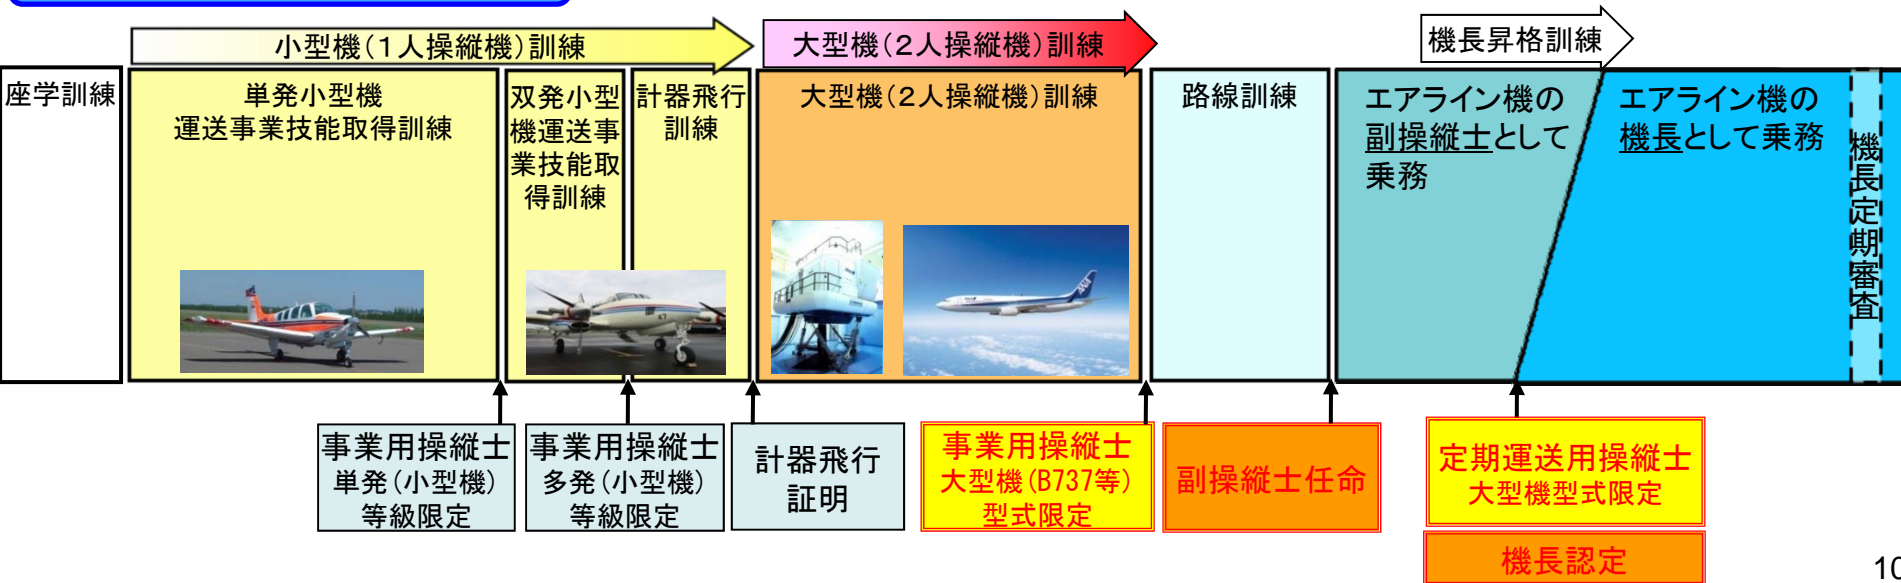 小型機(1人操縦機)訓練
大型機(2人操縦機)訓練
機長昇格訓練
座学訓練
単発小型機
運送事業技能取得訓練
双発小型
機運送事
業技能取
得訓練
計器飛行
訓練
大型機(2人操縦機)訓練
路線訓練
エアライン機の
副操縦士として
乗務
エアライン機の
機長として乗務
機長定期審査
ANA
事業用操縦士
単発(小型機)
等級限定
事業用操縦士
多発(小型機)
等級限定
計器飛行
証明
事業用操縦士
大型機(B737等)
型式限定
副操縦士任命
定期運送用操縦士
大型機型式限定
機長認定
10